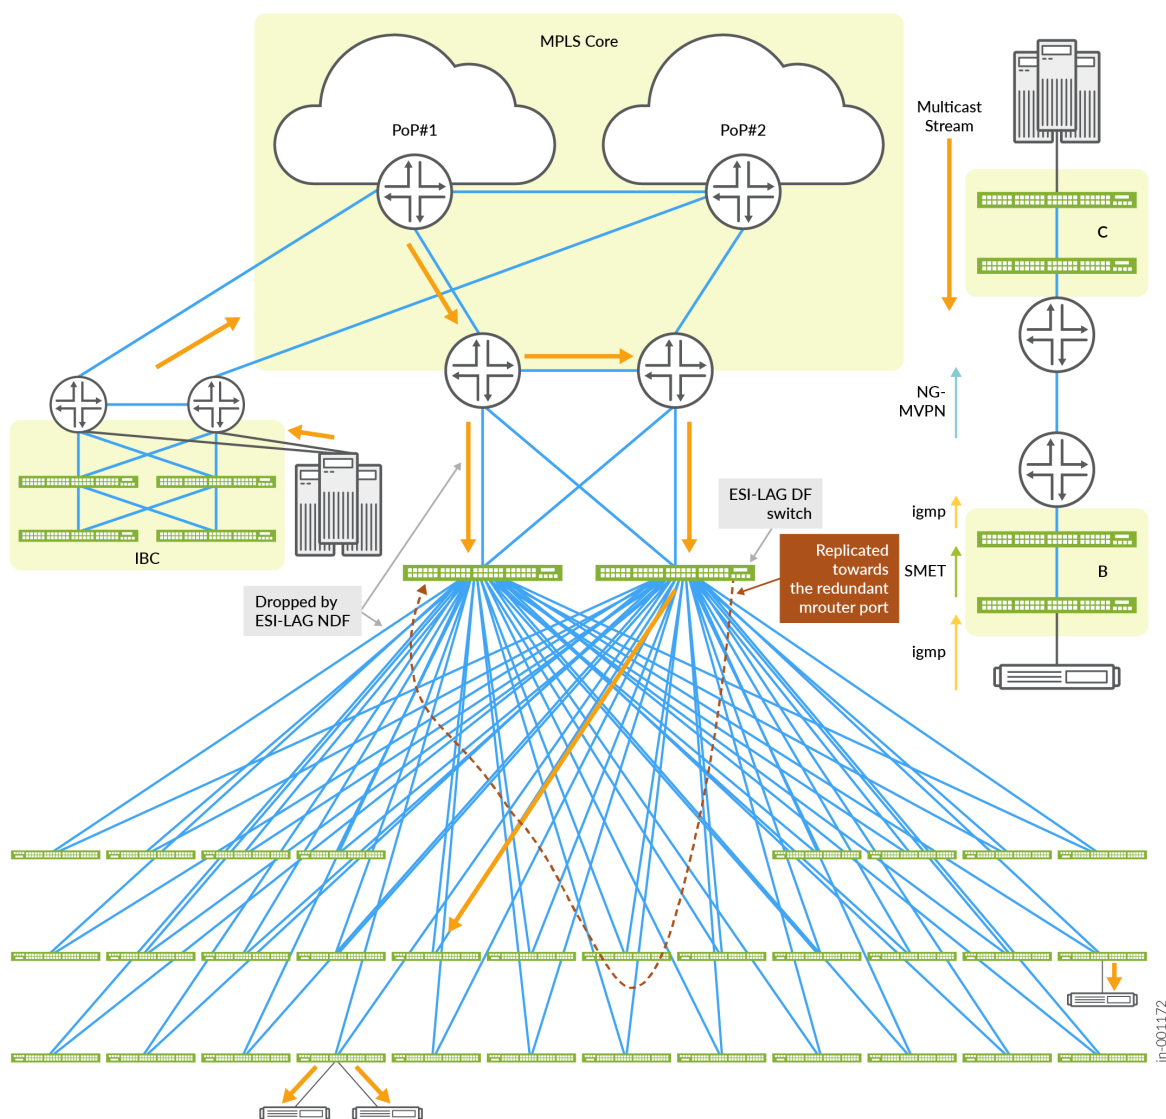 MPLS Core
PoP#1
PoP#2
Multicast
Stream
C
NG-
MVPN
igmp
SMET
B
igmp
IBC
ESI-LAG DF
switch
Replicated
towards
the redundant
mrouter port
Dropped by
ESI-LAG NDF
in-001172